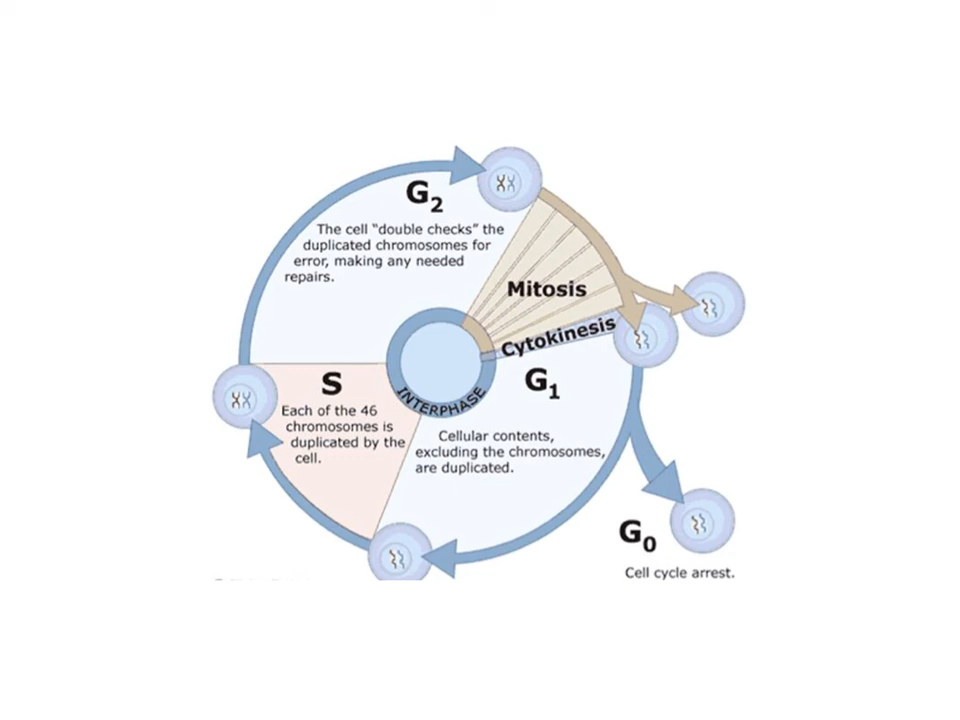 G2
The cell “double checks” the
duplicated chromosomes for
error, making any needed
repairs.
Mitosis
Cytokinesis
G1
Cellular contents,
excluding the chromosomes,
are duplicated.
INTERPHASE
S
Each of the 46
chromosomes is
duplicated by the
cell.
G0
Cell cycle arrest.